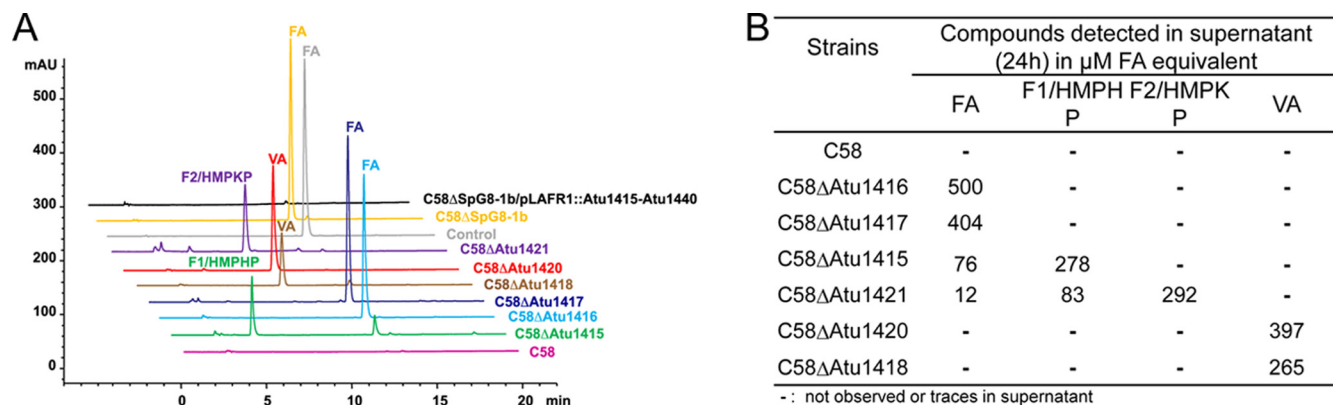 A
mAU
500
400
300
200
100
0
0 5 10 15 20 min
FA
FA
FA
FA
VA
F2/HMPKP
VA
F1/HMPHP
C58ΔSpG8-1b/pLAFR1::Atu1415-Atu1440
C58ΔSpG8-1b
Control
C58ΔAtu1421
C58ΔAtu1420
C58ΔAtu1418
C58ΔAtu1417
C58ΔAtu1416
C58ΔAtu1415
C58
B
Strains Compounds detected in supernatant
(24h) in µM FA equivalent
FA F1/HMPH F2/HMPK VA
P P
C58 - - - -
C58ΔAtu1416 500 - - -
C58ΔAtu1417 404 - - -
C58ΔAtu1415 76 278 - -
C58ΔAtu1421 12 83 292 -
C58ΔAtu1420 - - - 397
C58ΔAtu1418 - - - 265
- : not observed or traces in supernatant